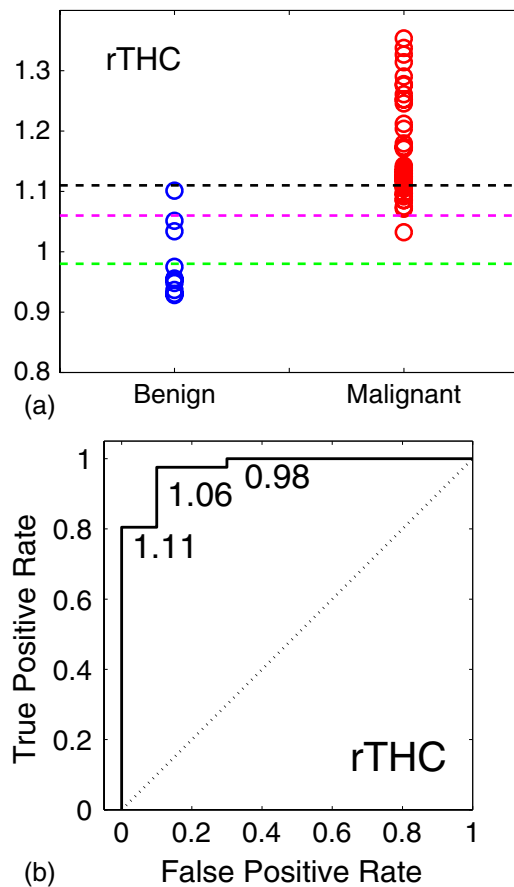 rTHC
1.3
1.2
1.1
1
0.9
0.8
Benign
Malignant
(a)
1
0.8
0.6
0.4
0.2
0
True Positive Rate
0.98
1.06
1.11
rTHC
0
0.2
0.4
0.6
0.8
1
False Positive Rate
(b)